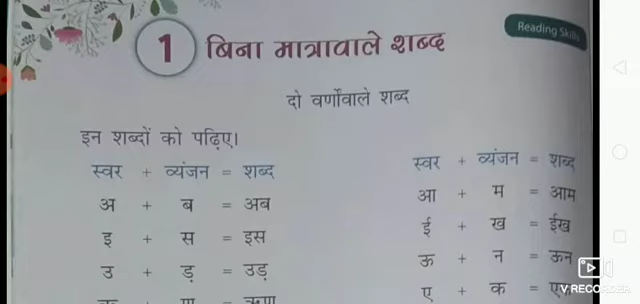 Reading Skills
1 बिना मात्रावाले शब्द
दो वर्णोंवाले शब्द
इन शब्दों को पढ़िए।
स्वर + व्यंजन = शब्द
अ + ब = अब
इ + स = इस
उ + ड़ = उड़
स्वर + व्यंजन = शब्द
आ + म = आम
ई + ख = ईख
ऊ + न = ऊन
ए + क =
V RECORDER